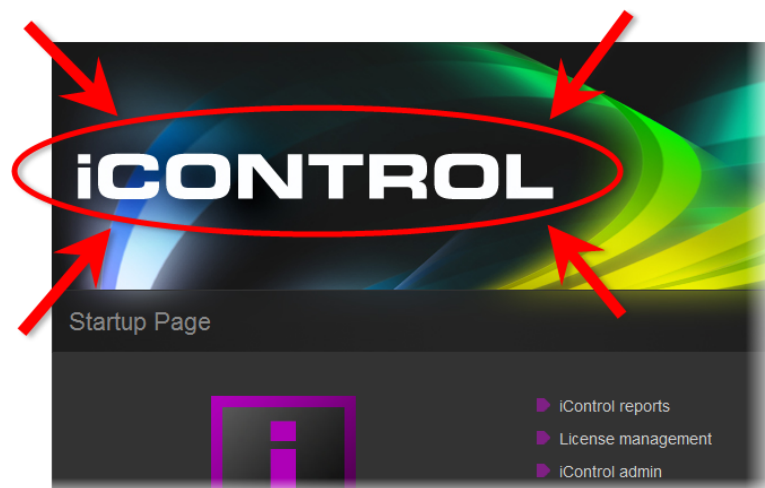 iCONTROL
Startup Page
i
iControl reports
License management
iControl admin